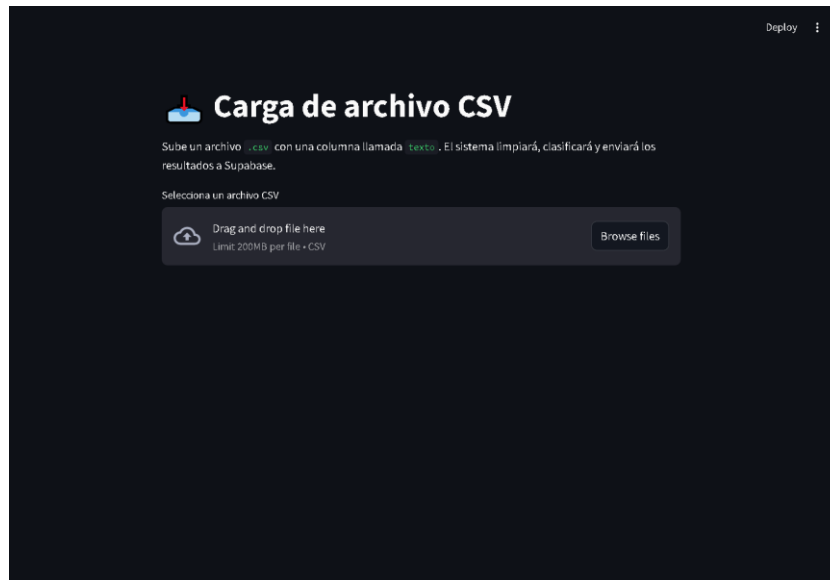 Deploy
Carga de archivo CSV
Sube un archivo .csv con una columna llamada texto. El sistema limpiará, clasificará y enviará los
resultados a Supabase.
Selecciona un archivo CSV
Drag and drop file here
Limit 200MB per file • CSV
Browse files